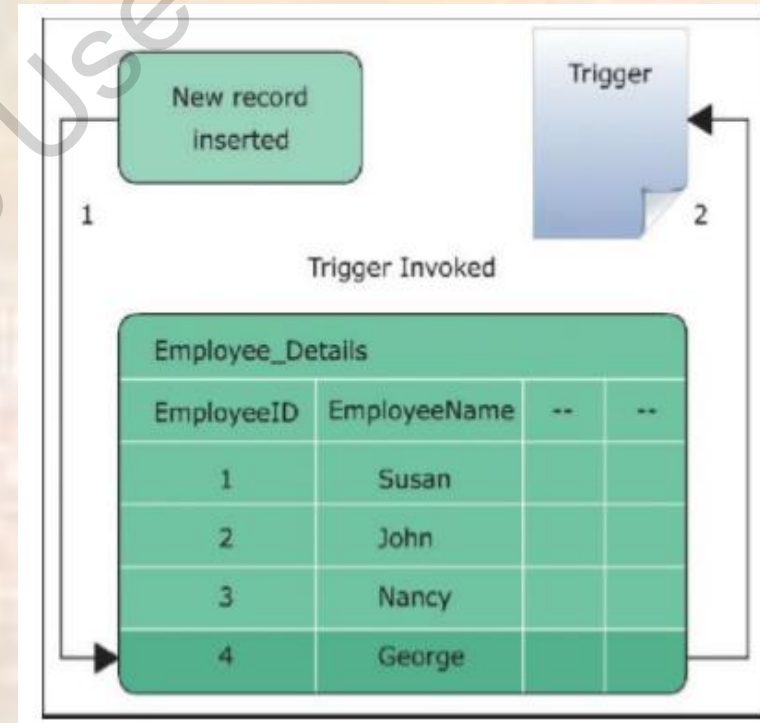 Use
New record
inserted
Trigger
1
2
Trigger Invoked
Employee_Details
EmployeeID EmployeeName -- --
1 Susan
2 John
3 Nancy
4 George